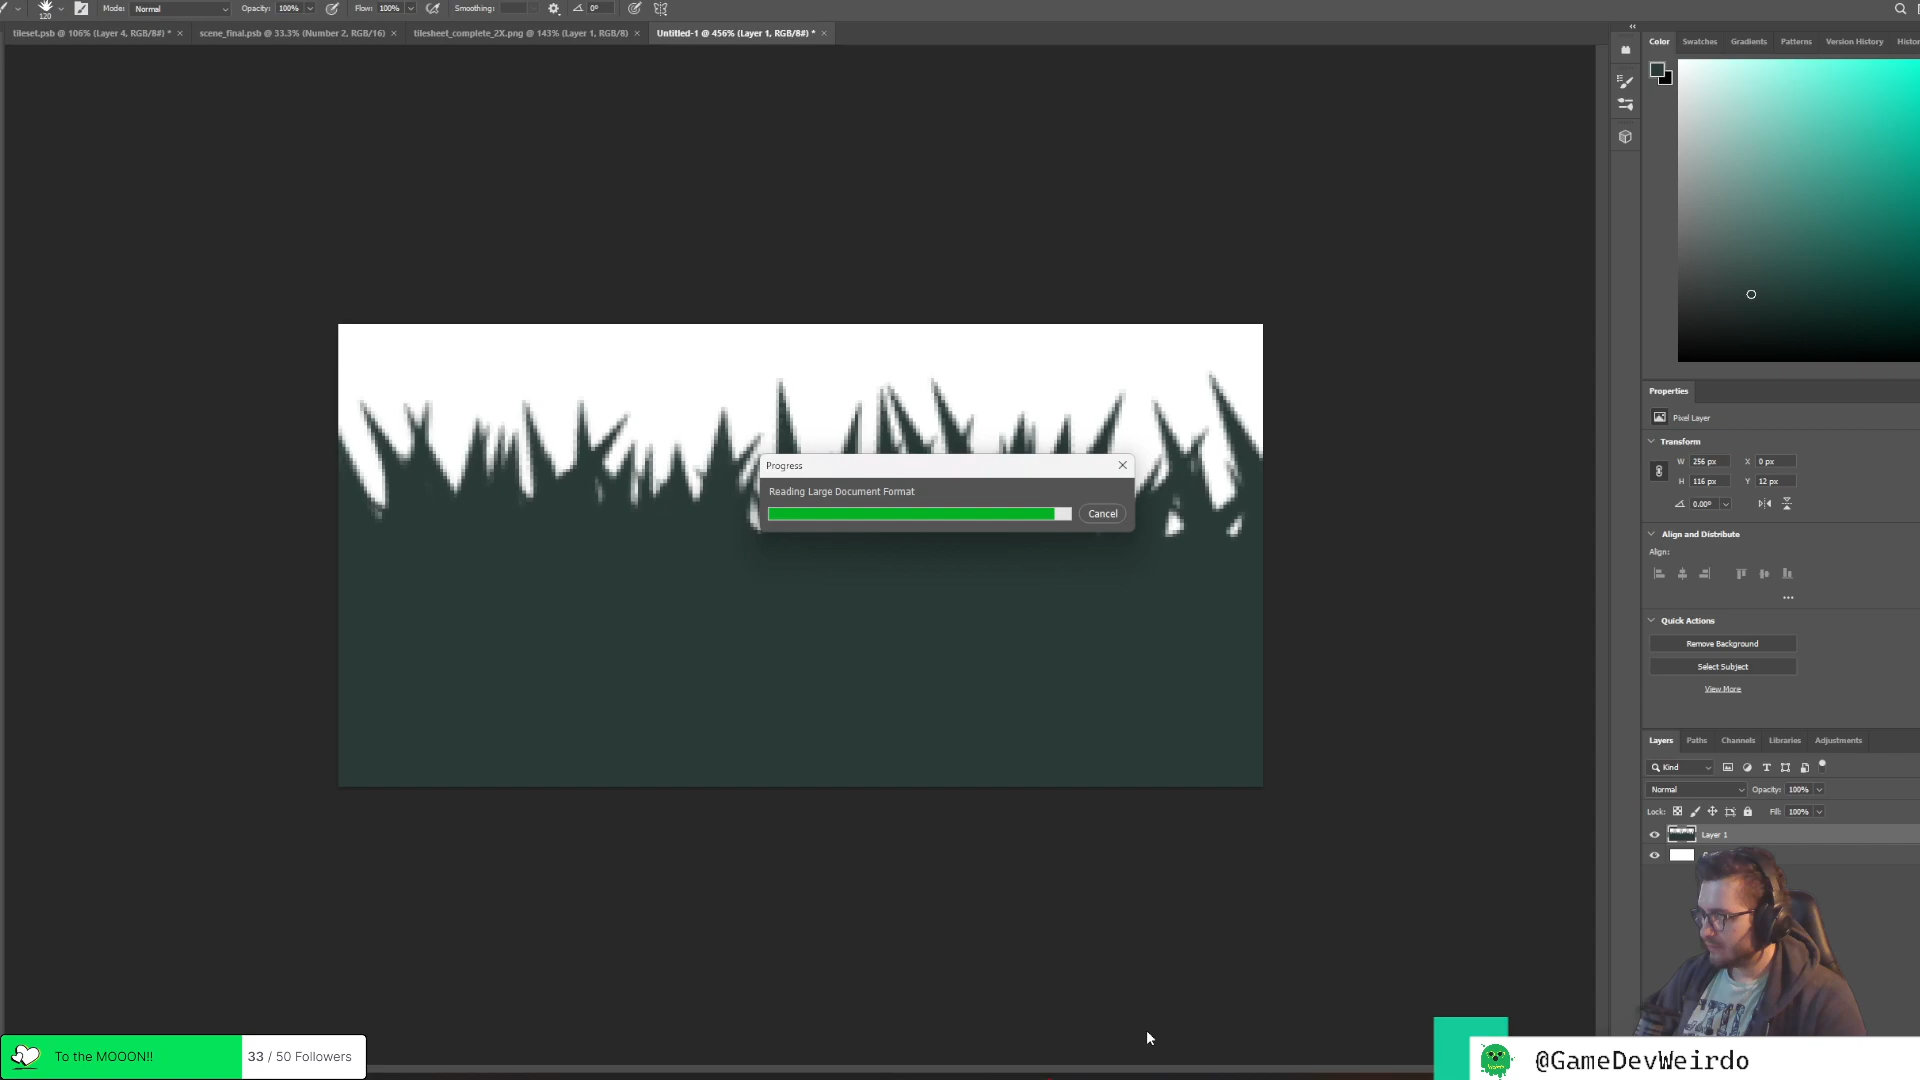 120
Mode: Normal
Opacity: 100%
Flow: 100%
Smoothing:
0°
tileset.psb @ 106% (Layer 4, RGB/8#) *
scene_final.psb @ 33.3% (Number 2, RGB/16)
tilesheet_complete_2X.png @ 143% (Layer 1, RGB/8)
Untitled-1 @ 456% (Layer 1, RGB/8#) *
Color
Swatches
Gradients
Patterns
Version History
Histor
Progress
Reading Large Document Format
Cancel
Properties
Pixel Layer
Transform
W 256 px X 0 px
H 116 px Y 12 px
0.00°
Align and Distribute
Align:
Quick Actions
Remove Background
Select Subject
View More
Layers
Paths
Channels
Libraries
Adjustments
Kind
Normal
Opacity: 100%
Lock:
Fill: 100%
Layer 1
To the MOOON!!
33 / 50 Followers
@GameDevWeirdo